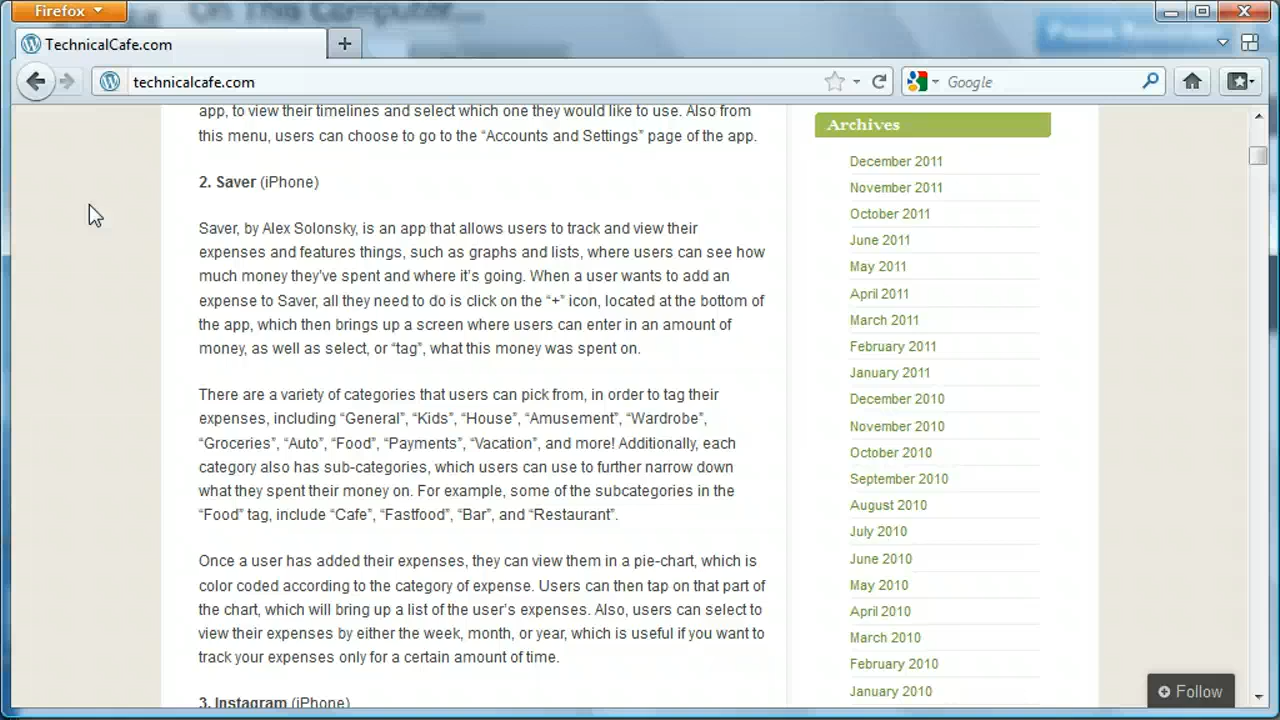 Firefox
On This Computer...
TechnicalCafe.com
technicalcafe.com
Google
app, to view their timelines and select which one they would like to use. Also from
this menu, users can choose to go to the “Accounts and Settings” page of the app.
2. Saver (iPhone)
Saver, by Alex Solonsky, is an app that allows users to track and view their
expenses and features things, such as graphs and lists, where users can see how
much money they've spent and where it’s going. When a user wants to add an
expense to Saver, all they need to do is click on the “+” icon, located at the bottom of
the app, which then brings up a screen where users can enter in an amount of
money, as well as select, or “tag”, what this money was spent on.
There are a variety of categories that users can pick from, in order to tag their
expenses, including “General”, “Kids”, “House”, “Amusement”, “Wardrobe”,
“Groceries”, “Auto”, “Food”, “Payments”, “Vacation”, and more! Additionally, each
category also has sub-categories, which users can use to further narrow down
what they spent their money on. For example, some of the subcategories in the
“Food” tag, include “Cafe”, “Fastfood”, “Bar”, and “Restaurant”.
Once a user has added their expenses, they can view them in a pie-chart, which is
color coded according to the category of expense. Users can then tap on that part of
the chart, which will bring up a list of the user’s expenses. Also, users can select to
view their expenses by either the week, month, or year, which is useful if you want to
track your expenses only for a certain amount of time.
3. Instagram (iPhone)
Archives
December 2011
November 2011
October 2011
June 2011
May 2011
April 2011
March 2011
February 2011
January 2011
December 2010
November 2010
October 2010
September 2010
August 2010
July 2010
June 2010
May 2010
April 2010
March 2010
February 2010
January 2010
Follow